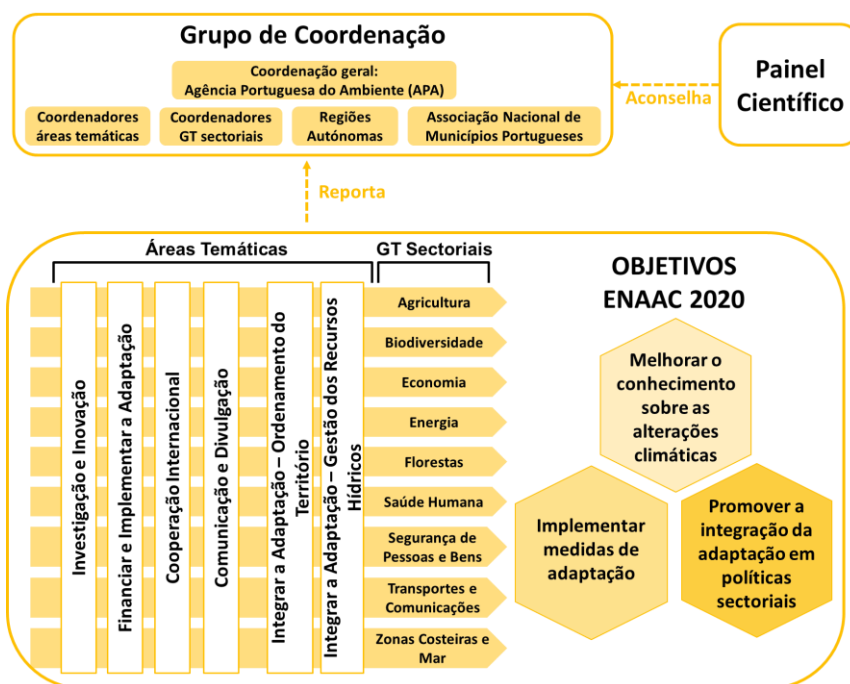 Grupo de Coordenação
Coordenação geral:
Agência Portuguesa do Ambiente (APA)
Coordenadores
áreas temáticas
Coordenadores
GT sectoriais
Regiões
Autónomas
Associação Nacional de
Municípios Portugueses
Painel
Científico
Aconselha
Reporta
Áreas Temáticas
Investigação e Inovação
Financiar e Implementar a Adaptação
Cooperação Internacional
Comunicação e Divulgação
Integrar a Adaptação – Ordenamento do
Território
Integrar a Adaptação – Gestão dos Recursos
Hídricos
GT Sectoriais
Agricultura
Biodiversidade
Economia
Energia
Florestas
Saúde Humana
Segurança de
Pessoas e Bens
Transportes e
Comunicações
Zonas Costeiras e
Mar
OBJETIVOS
ENAAC 2020
Melhorar o
conhecimento
sobre as
alterações
climáticas
Implementar
medidas de
adaptação
Promover a
integração da
adaptação em
políticas
sectoriais